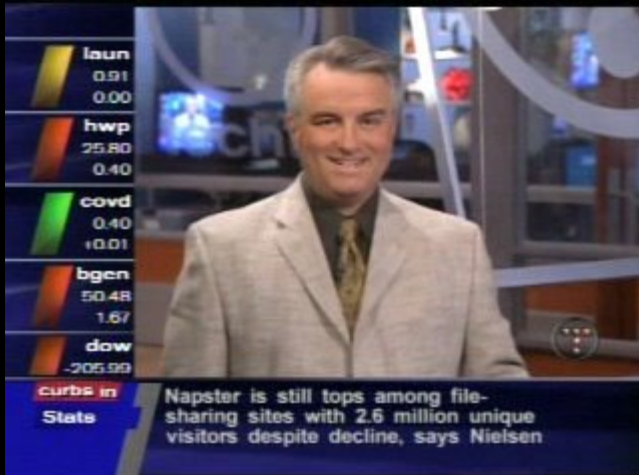 laun
0.91
0.00
hwp
25.80
0.40
covd
0.40
+0.01
bgen
50.48
1.67
dow
-205.99
curbs in
Stats
Napster is still tops among file-
sharing sites with 2.6 million unique
visitors despite decline, says Nielsen